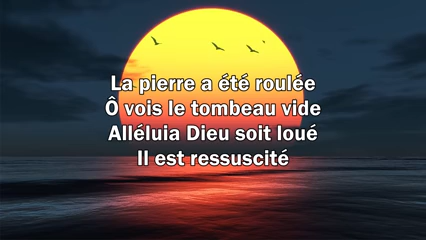 La pierre a été roulée
Ô vois le tombeau vide
Alléluia Dieu soit loué
Il est ressuscité